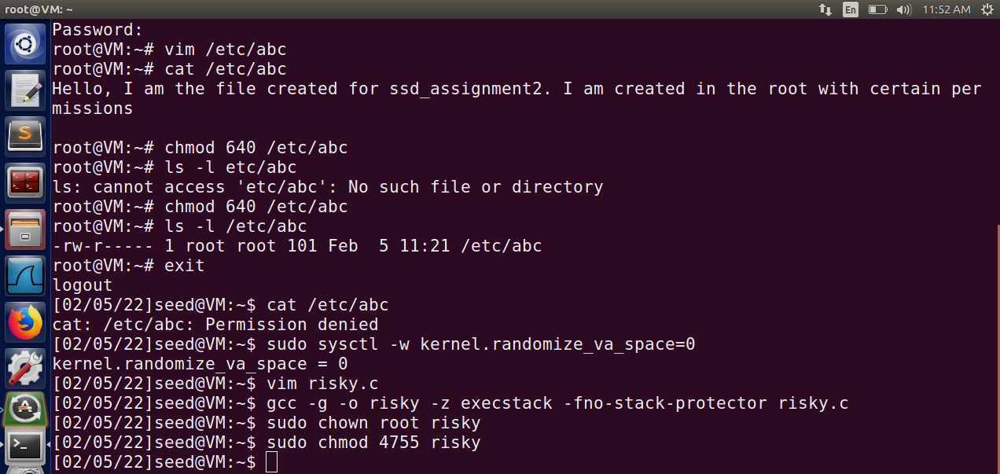 root@VM: ~
En
11:52 AM
Password:
root@VM:~# vim /etc/abc
root@VM:~# cat /etc/abc
Hello, I am the file created for ssd_assignment2. I am created in the root with certain per
missions
root@VM:~# chmod 640 /etc/abc
root@VM:~# ls -l etc/abc
ls: cannot access 'etc/abc': No such file or directory
root@VM:~# chmod 640 /etc/abc
root@VM:~# ls -l /etc/abc
-rw-r----- 1 root root 101 Feb  5 11:21 /etc/abc
root@VM:~# exit
logout
[02/05/22]seed@VM:~$ cat /etc/abc
cat: /etc/abc: Permission denied
[02/05/22]seed@VM:~$ sudo sysctl -w kernel.randomize_va_space=0
kernel.randomize_va_space = 0
[02/05/22]seed@VM:~$ vim risky.c
[02/05/22]seed@VM:~$ gcc -g -o risky -z execstack -fno-stack-protector risky.c
[02/05/22]seed@VM:~$ sudo chown root risky
[02/05/22]seed@VM:~$ sudo chmod 4755 risky
[02/05/22]seed@VM:~$